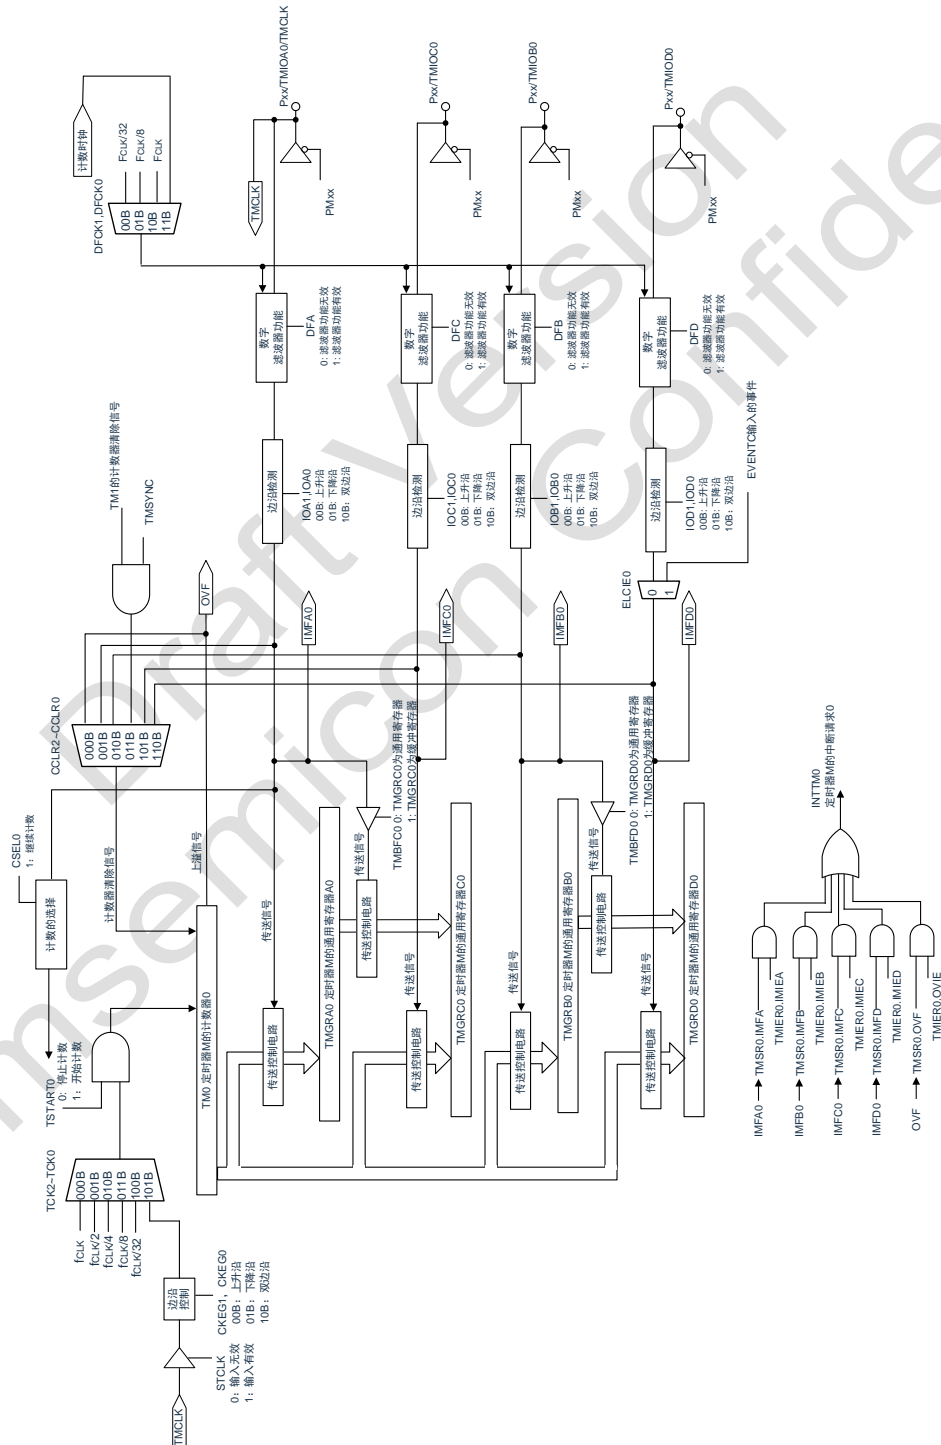 TMCLK
STCLK
0: 输入无效
1: 输入有效
边沿
控制
CKEG1, CKEG0
00B: 上升沿
01B: 下降沿
10B: 双边沿
fCLK
fCLK/2
fCLK/4
fCLK/8
fCLK/32
TCK2~TCK0
000B
001B
010B
011B
100B
101B
TSTART0
0: 停止计数
1: 开始计数
计数的选择
CSEL0
1: 继续计数
计数器清除信号
上溢信号
TM0 定时器M的计数器0
CCLR2~CCLR0
000B
001B
010B
011B
101B
110B
TM1的计数器清除信号
TMSYNC
OVF
DFCK1,DFCK0
00B
01B
10B
11B
计数时钟
FCLK/32
FCLK/8
FCLK
传送信号
传送控制电路
TMGRA0 定时器M的通用寄存器A0
IMFA0
边沿检测
IOA1,IOA0
00B: 上升沿
01B: 下降沿
10B: 双边沿
数字
滤波器功能
DFA
0: 滤波器功能无效
1: 滤波器功能有效
TMCLK
PMxx
Pxx/TMIOA0/TMCLK
传送信号
传送控制电路
TMBFC0 0: TMGRC0为通用寄存器
1: TMGRC0为缓冲寄存器
传送信号
传送控制电路
TMGRC0 定时器M的通用寄存器C0
IMFC0
边沿检测
IOC1,IOC0
00B: 上升沿
01B: 下降沿
10B: 双边沿
数字
滤波器功能
DFC
0: 滤波器功能无效
1: 滤波器功能有效
PMxx
Pxx/TMIOC0
传送信号
传送控制电路
TMGRB0 定时器M的通用寄存器B0
IMFB0
边沿检测
IOB1,IOB0
00B: 上升沿
01B: 下降沿
10B: 双边沿
数字
滤波器功能
DFB
0: 滤波器功能无效
1: 滤波器功能有效
PMxx
Pxx/TMIOB0
传送信号
传送控制电路
TMBFD0 0: TMGRD0为通用寄存器
1: TMGRD0为缓冲寄存器
传送信号
传送控制电路
TMGRD0 定时器M的通用寄存器D0
IMFD0
ELCIE0
0
1
EVENTC输入的事件
边沿检测
IOD1,IOD0
00B: 上升沿
01B: 下降沿
10B: 双边沿
数字
滤波器功能
DFD
0: 滤波器功能无效
1: 滤波器功能有效
PMxx
Pxx/TMIOD0
IMFA0
TMSR0.IMFA
TMIER0.IMIEA
IMFB0
TMSR0.IMFB
TMIER0.IMIEB
IMFC0
TMSR0.IMFC
TMIER0.IMIEC
IMFD0
TMSR0.IMFD
TMIER0.IMIED
OVF
TMSR0.OVF
TMIER0.OVIE
INTTM0
定时器M的中断请求0
Draft Version